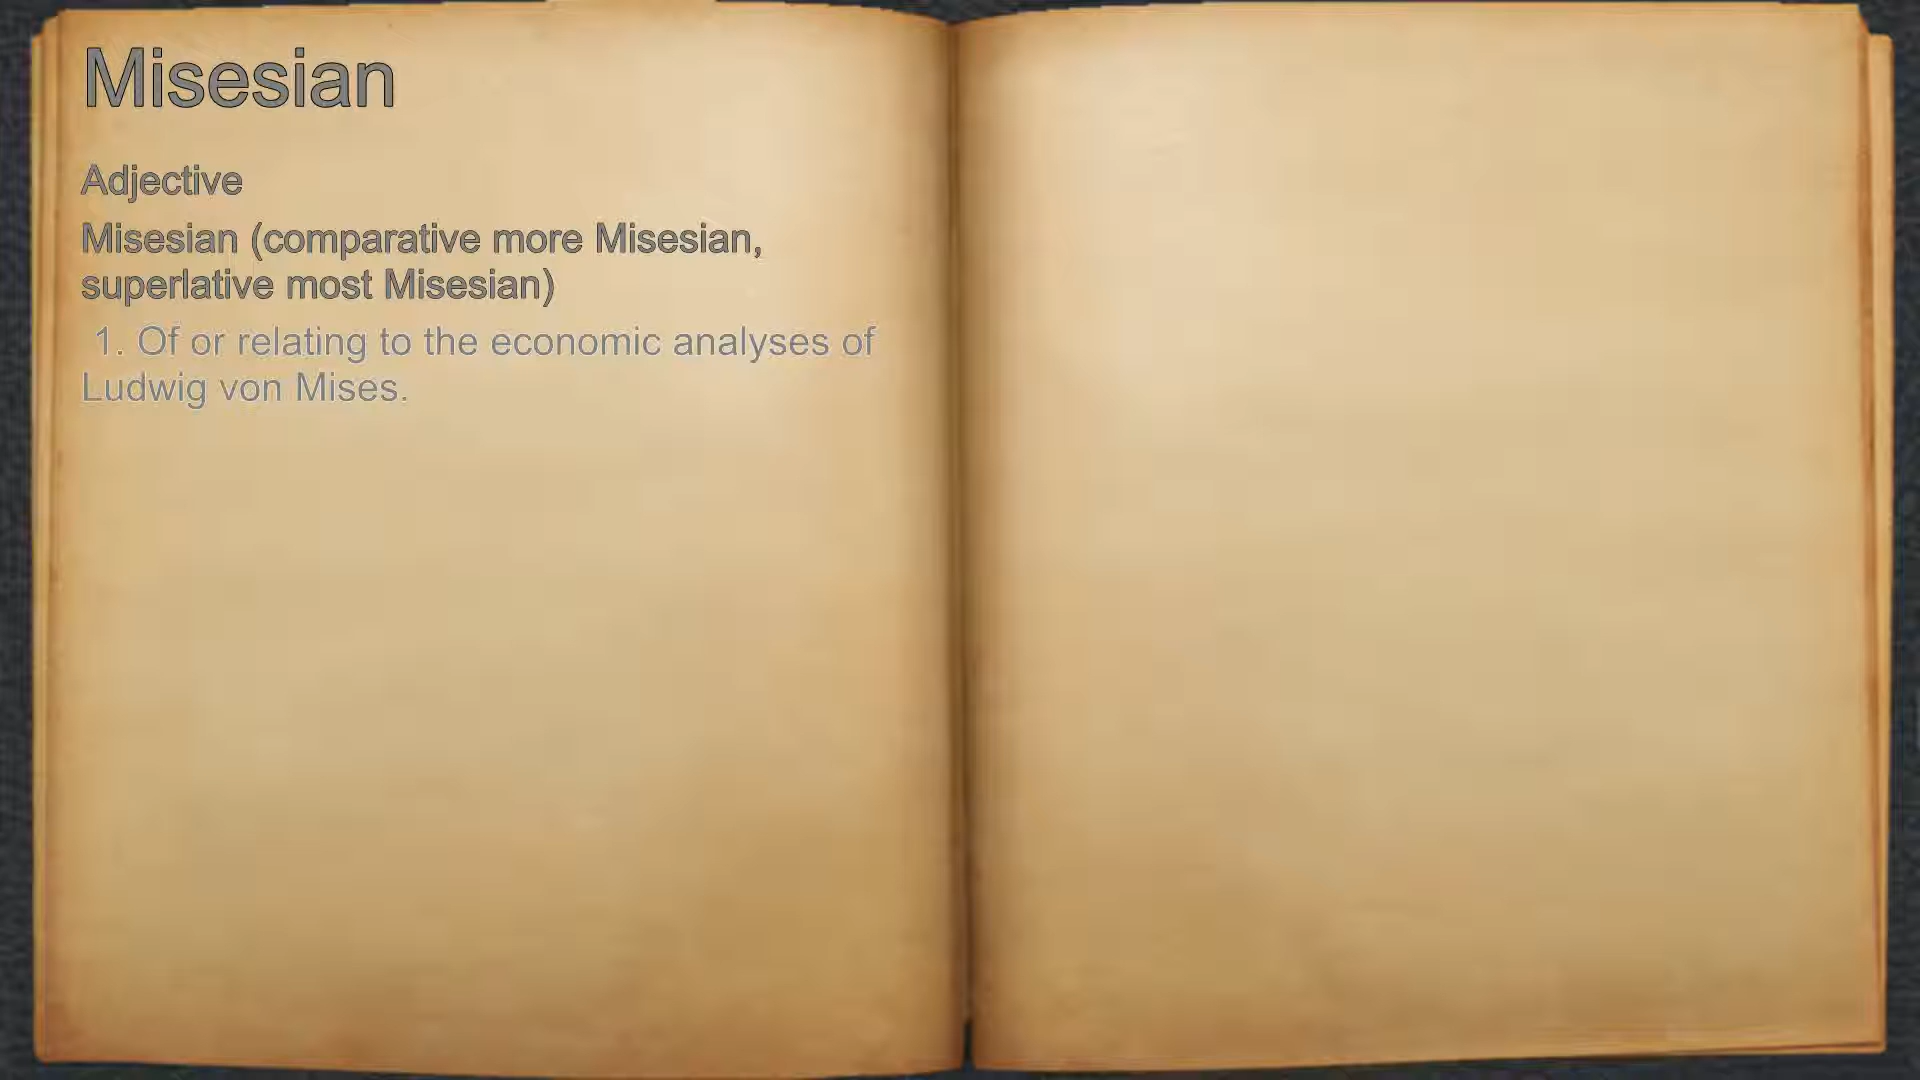 Misesian
Adjective
Misesian (comparative more Misesian,
superlative most Misesian)
1. Of or relating to the economic analyses of
Ludwig von Mises.